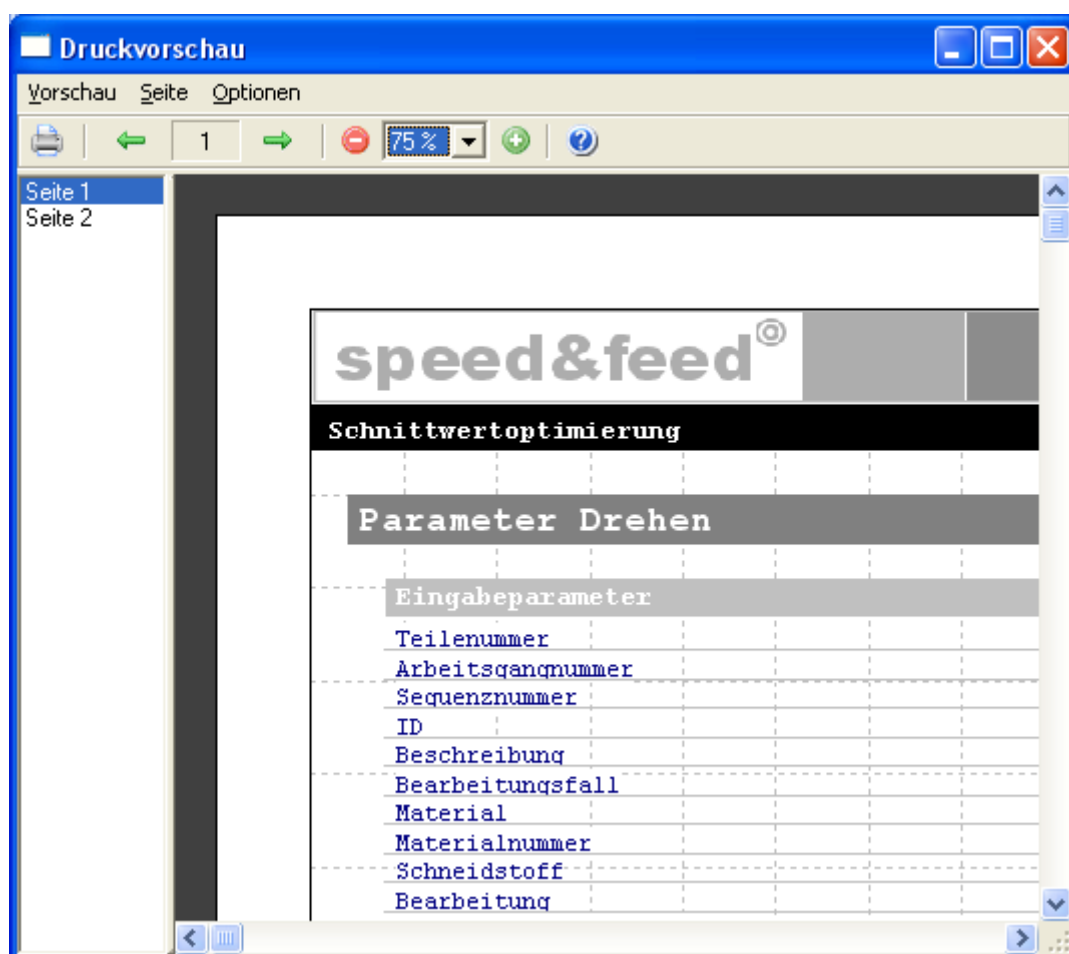 Druckvorschau
Vorschau Seite Optionen
1 75 %
Seite 1
Seite 2
speed&feed@
Schnittwertoptimierung
Parameter Drehen
Eingabeparameter
Teilenummer
Arbeitsgangnummer
Sequenznummer
ID
Beschreibung
Bearbeitungsfall
Material
Materialnummer
Schneidstoff
Bearbeitung